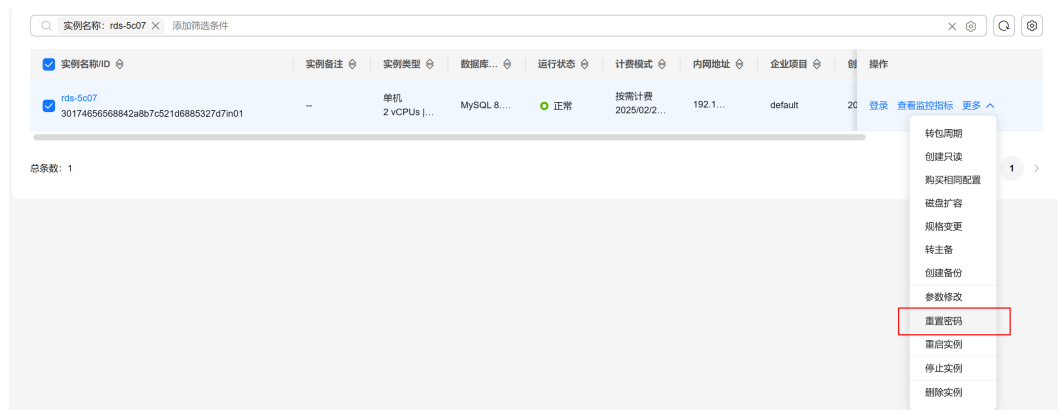 实例名称：rds-5c07 × 添加筛选条件
实例名称/ID 实例备注 实例类型 数据库... 运行状态 计费模式 内网地址 企业项目 创 操作
rds-5c07
30174656568842a8b7c521d6885327d7in01
--
单机
2 vCPUs |...
MySQL 8....
正常
按需计费
2025/02/2...
192.1...
default
20
登录 查看监控指标 更多
转包周期
创建只读
购买相同配置
磁盘扩容
规格变更
转主备
创建备份
参数修改
重置密码
重启实例
停止实例
删除实例
总条数：1
1